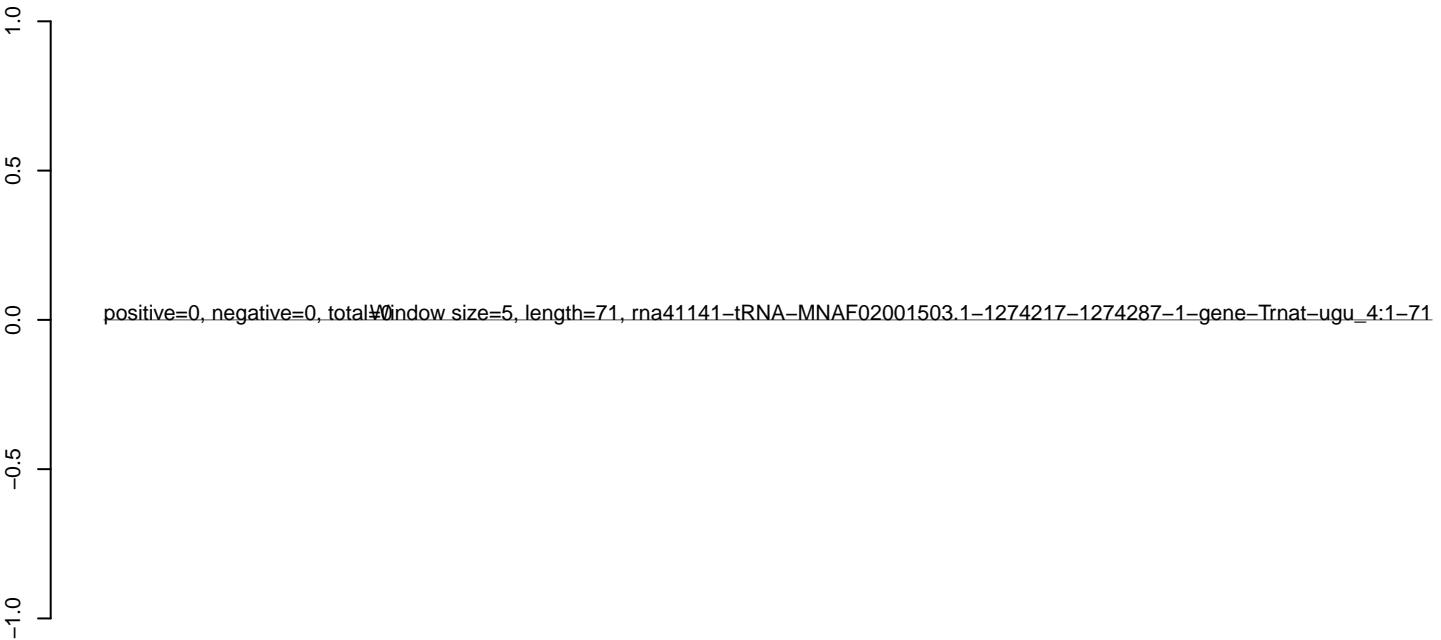 1.0
0.5
0.0
−0.5
−1.0
positive=0, negative=0, total=0
Window size=5, length=71, rna41141−tRNA−MNAF02001503.1−1274217−1274287−1−gene−Trnat−ugu_4:1−71